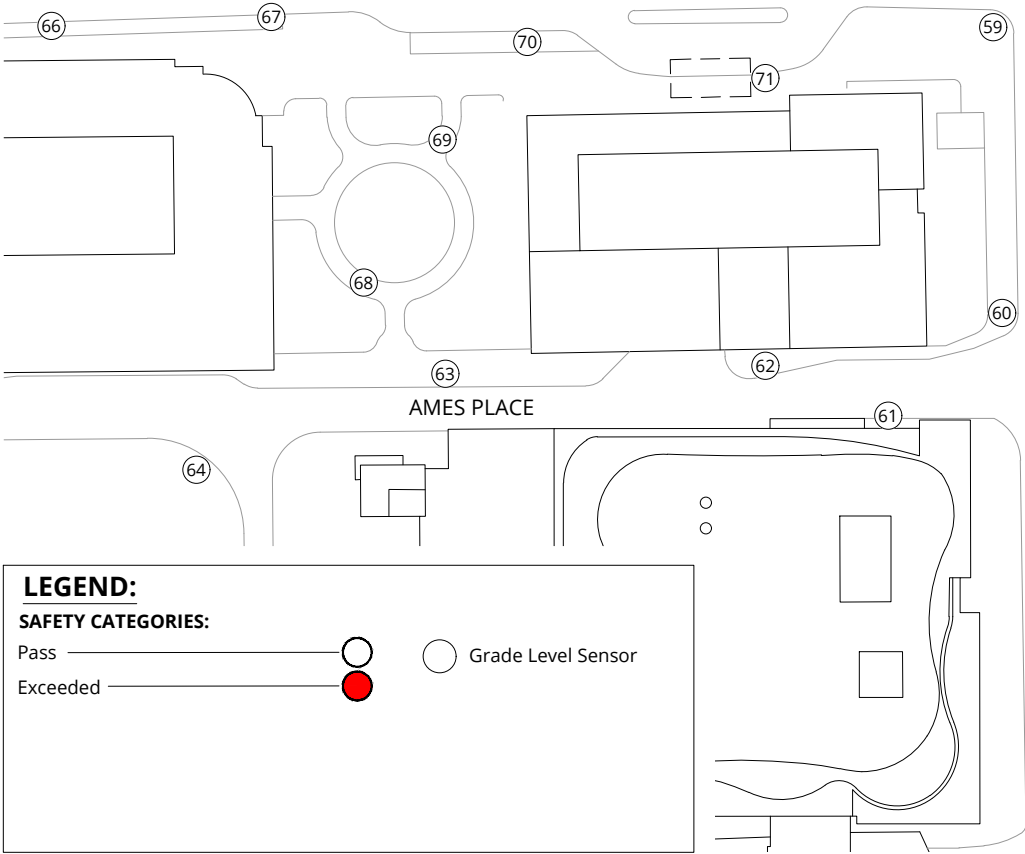 66
67
70
59
71
69
68
60
62
63
AMES PLACE
61
64
LEGEND:
SAFETY CATEGORIES:
Pass
Grade Level Sensor
Exceeded